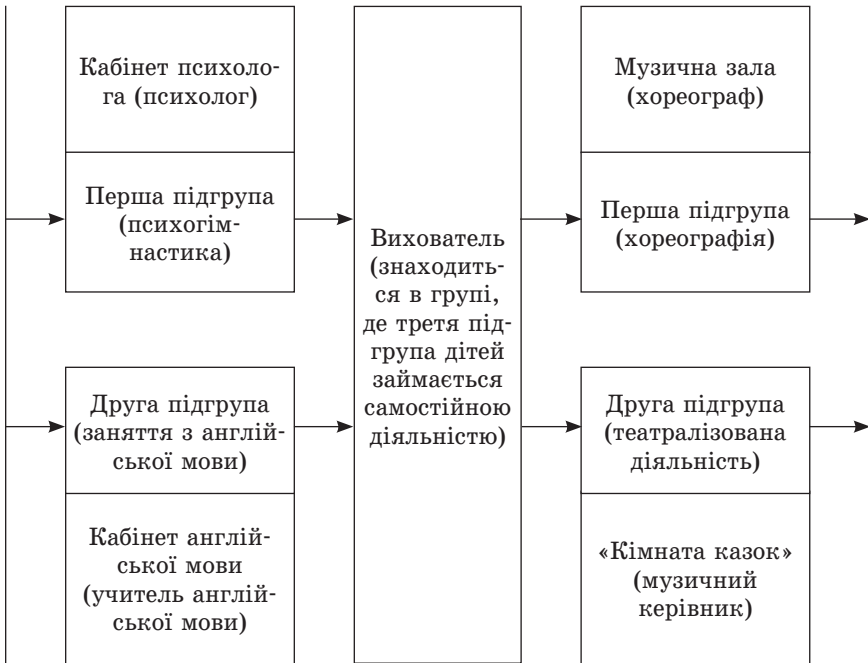 Кабінет психоло-
га (психолог)
Перша підгрупа
(психогім-
настика)
Друга підгрупа
(заняття з англій-
ської мови)
Кабінет англій-
ської мови
(учитель англій-
ської мови)
Вихователь
(знаходить-
ся в групі,
де третя під-
група дітей
займається
самостійною
діяльністю)
Музична зала
(хореограф)
Перша підгрупа
(хореографія)
Друга підгрупа
(театралізована
діяльність)
«Кімната казок»
(музичний
керівник)